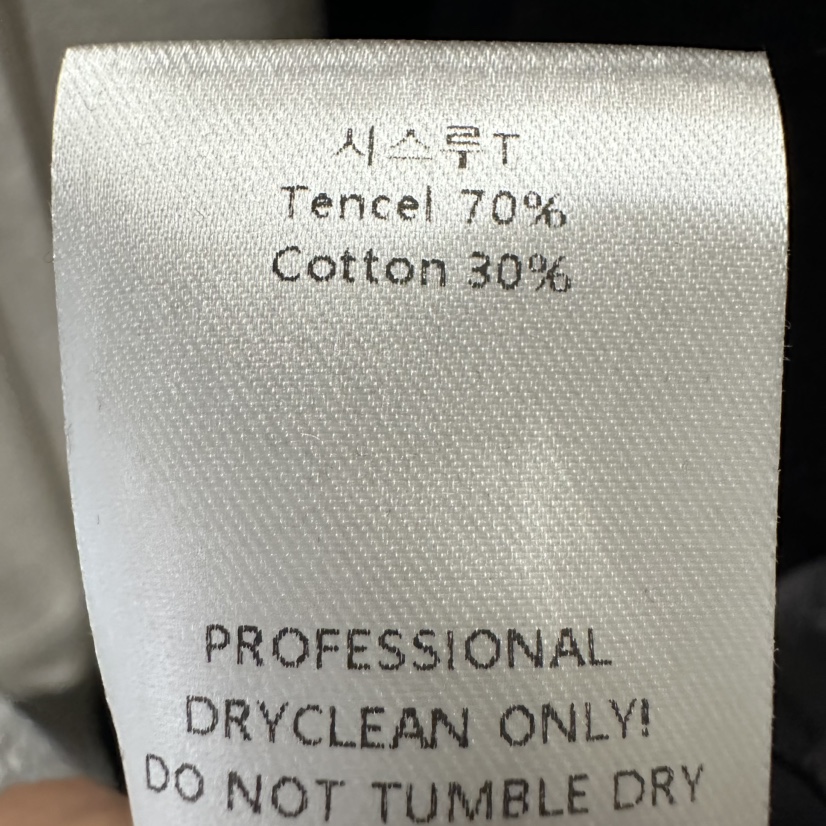 시스루T
Tencel 70%
Cotton 30%
PROFESSIONAL
DRYCLEAN ONLY!
DO NOT TUMBLE DRY